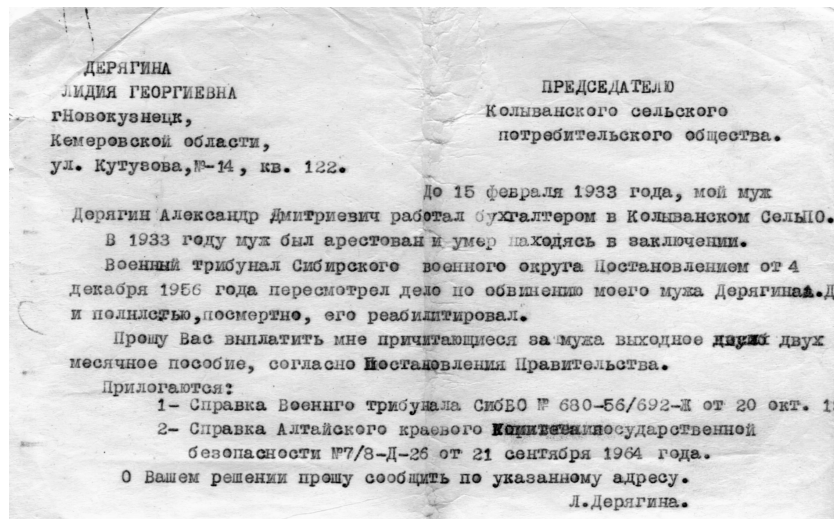 ДЕРЯГИНА
ЛИДИЯ ГЕОРГИЕВНА
гНовокузнецк,
Кемеровской области,
ул. Кутузова,№-14, кв. 122.
ПРЕДСЕДАТЕЛЮ
Колыванского сельского
потребительского общества.
До 15 февраля 1933 года, мой муж
Дерягин Александр Дмитриевич работал бухгалтером в Колыванском СельПО.
В 1933 году муж был арестован и умер находясь в заключении.
Военный трибунал Сибирского военного округа Постановлением от 4
декабря 1956 года пересмотрел дело по обвинению моего мужа ДерягинаА.Д
и полнлстью,посмертно, его реабилитировал.
Прошу Вас выплатить мне причитающиеся за мужа выходное двух
месячное пособие, согласно Постановления Правительства.
Прилогаются:
1- Справка Военнго трибунала СибВО № 680-56/692-Ж от 20 окт.
2- Справка Алтайского краевого Комитета государственной
безопасности №7/8-Д-26 от 21 сентября 1964 года.
О Вашем решении прошу сообщить по указанному адресу.
Л.Дерягина.